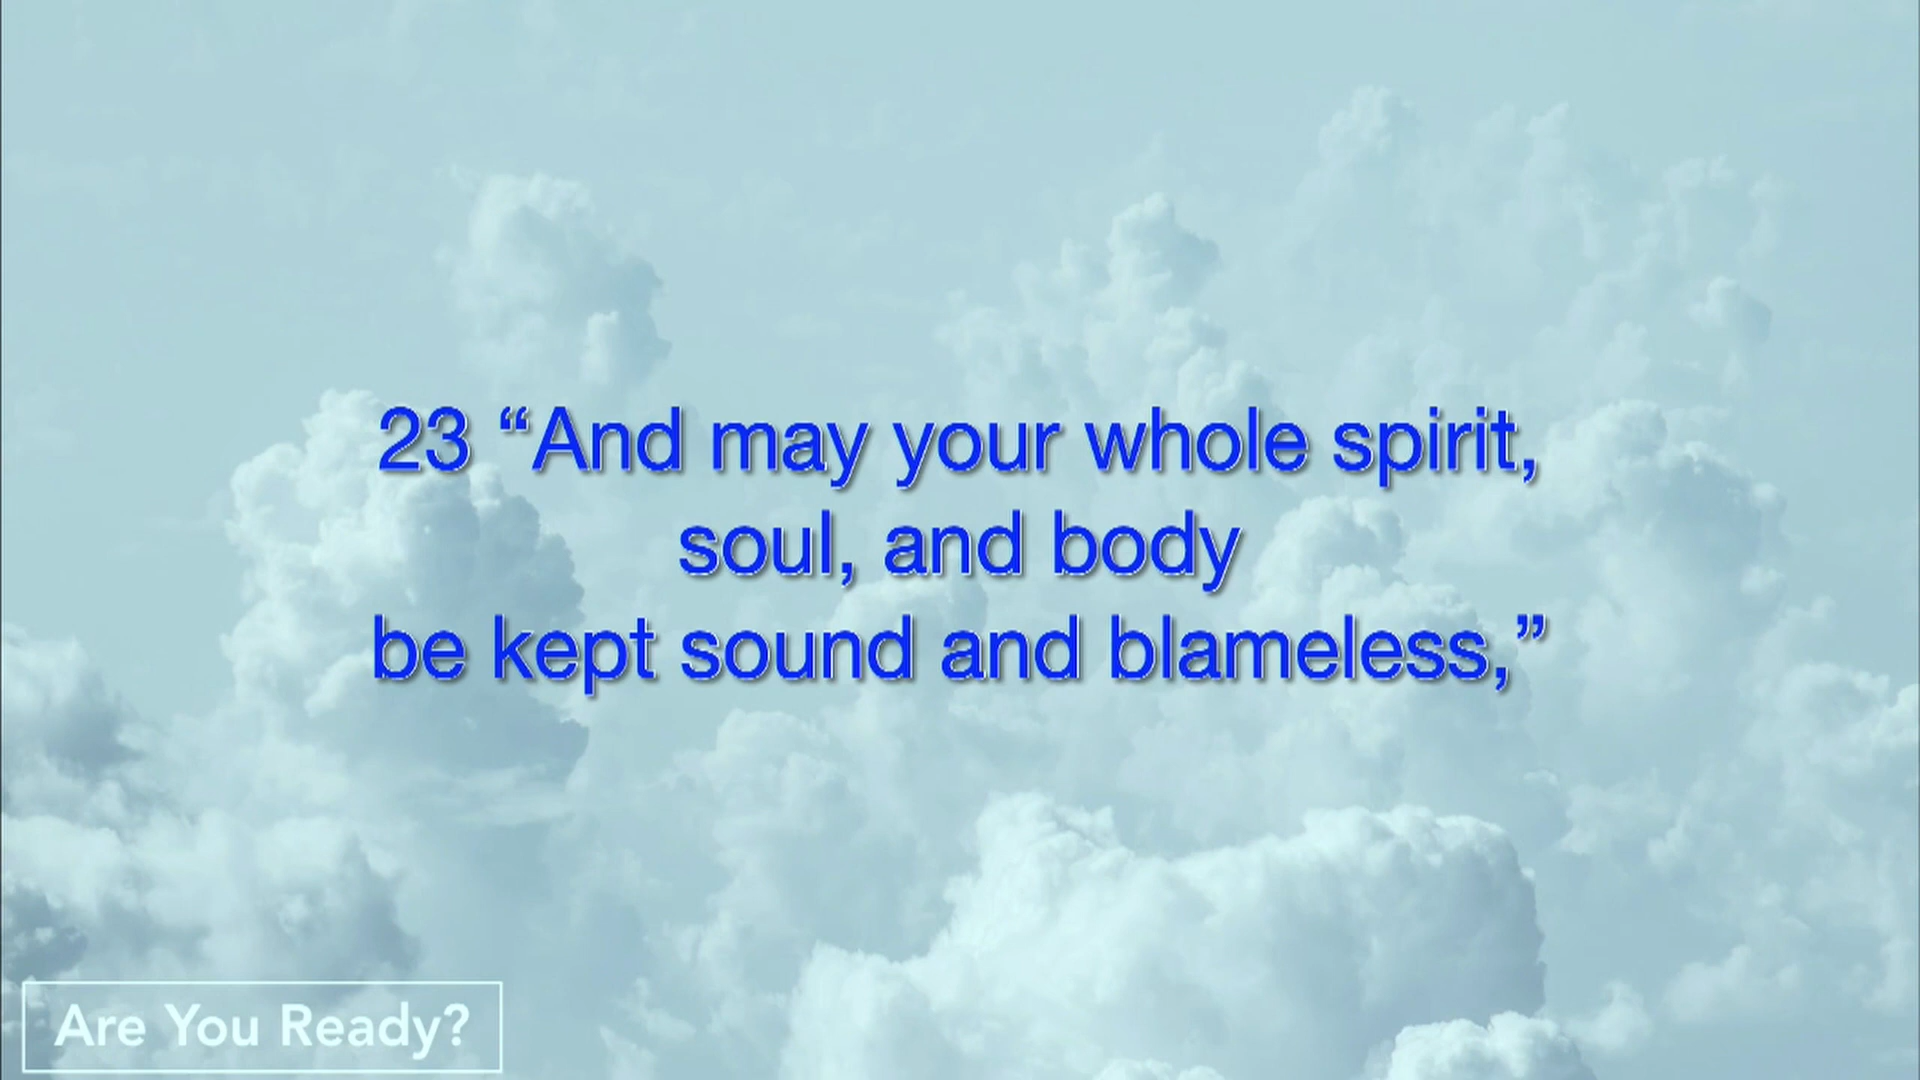 23 “And may your whole spirit,
soul, and body
be kept sound and blameless,”
Are You Ready?